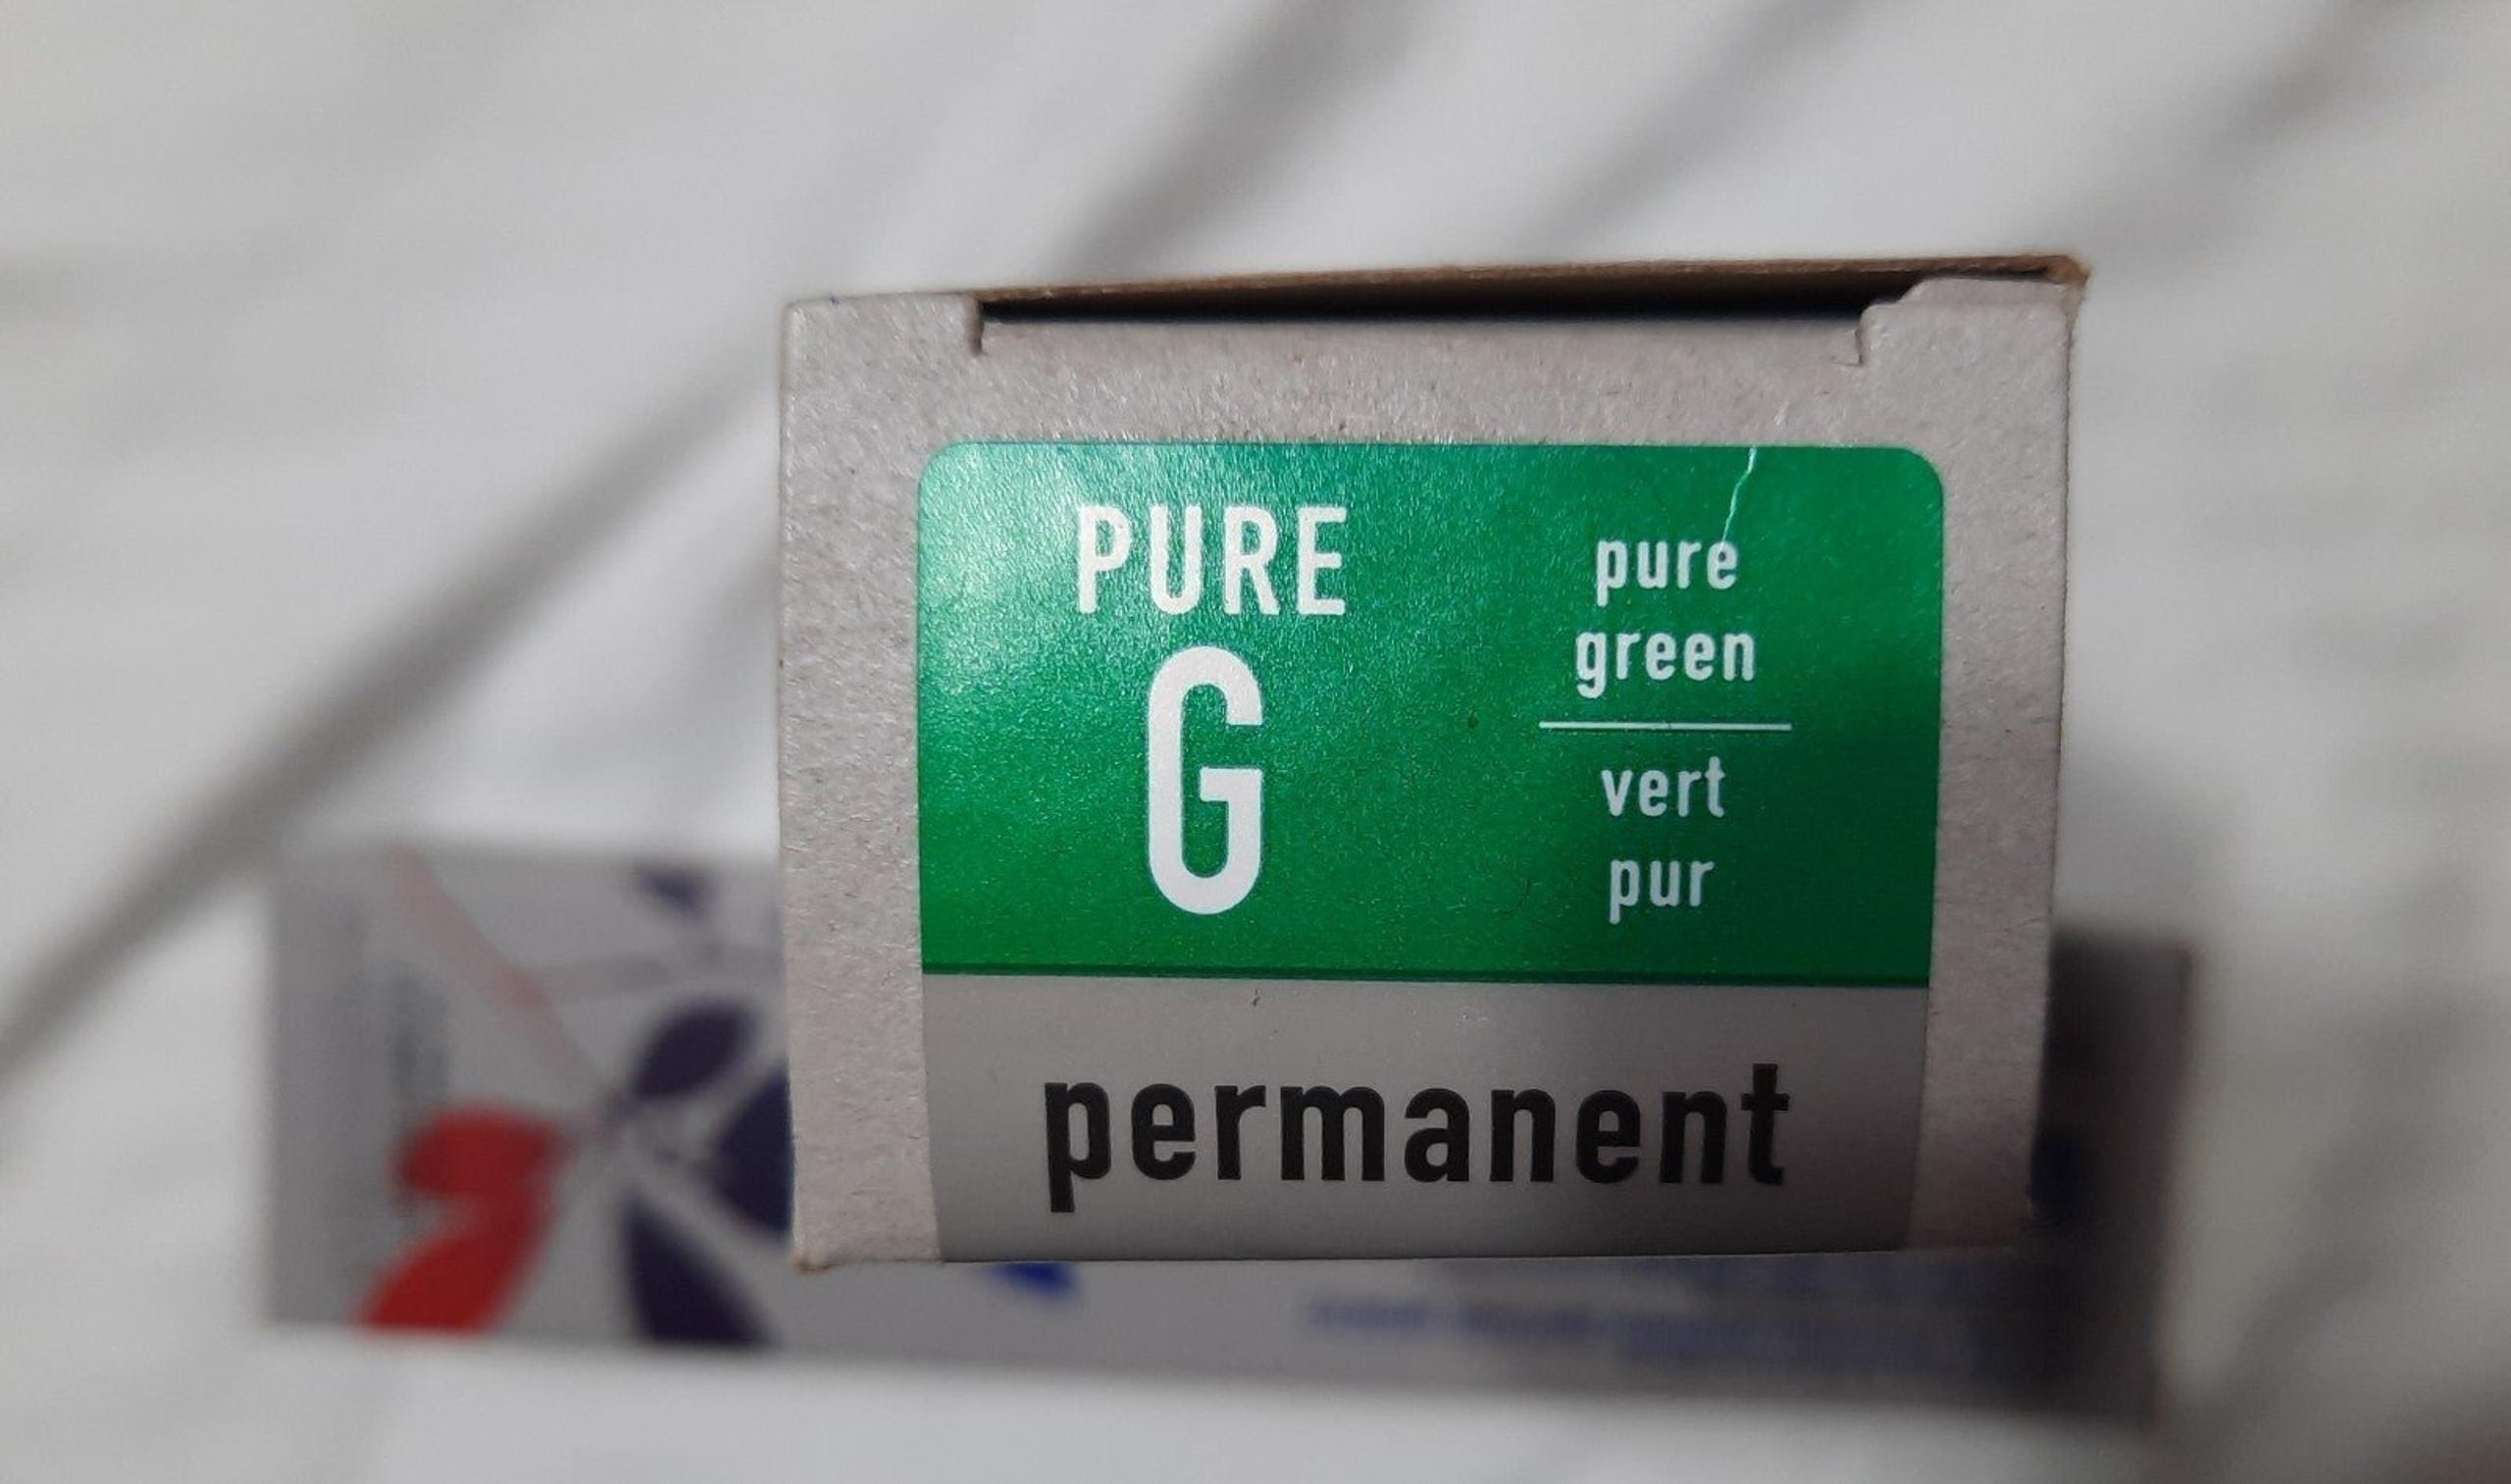 PURE
G
pure
green
vert
pur
permanent